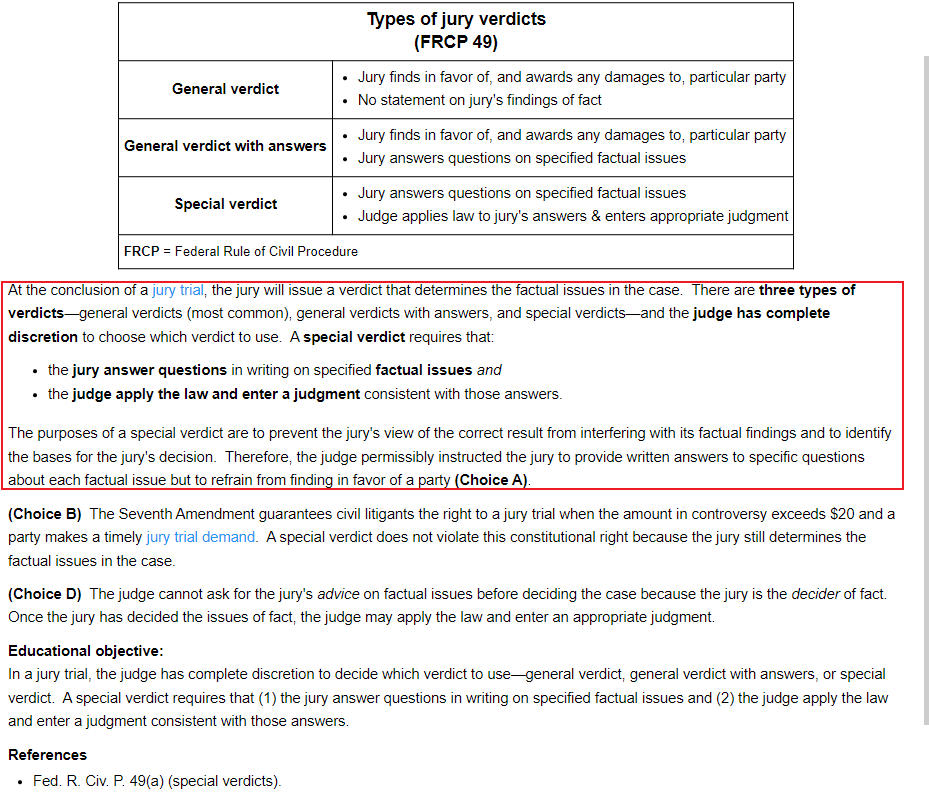 Types of jury verdicts
(FRCP 49)
General verdict
• Jury finds in favor of, and awards any damages to, particular party
• No statement on jury's findings of fact
General verdict with answers
• Jury finds in favor of, and awards any damages to, particular party
• Jury answers questions on specified factual issues
Special verdict
• Jury answers questions on specified factual issues
• Judge applies law to jury's answers & enters appropriate judgment
FRCP = Federal Rule of Civil Procedure
At the conclusion of a jury trial, the jury will issue a verdict that determines the factual issues in the case. There are three types of
verdicts—general verdicts (most common), general verdicts with answers, and special verdicts—and the judge has complete
discretion to choose which verdict to use. A special verdict requires that:
• the jury answer questions in writing on specified factual issues and
• the judge apply the law and enter a judgment consistent with those answers.
The purposes of a special verdict are to prevent the jury's view of the correct result from interfering with its factual findings and to identify
the bases for the jury's decision. Therefore, the judge permissibly instructed the jury to provide written answers to specific questions
about each factual issue but to refrain from finding in favor of a party (Choice A).
(Choice B) The Seventh Amendment guarantees civil litigants the right to a jury trial when the amount in controversy exceeds $20 and a
party makes a timely jury trial demand. A special verdict does not violate this constitutional right because the jury still determines the
factual issues in the case.
(Choice D) The judge cannot ask for the jury's advice on factual issues before deciding the case because the jury is the decider of fact.
Once the jury has decided the issues of fact, the judge may apply the law and enter an appropriate judgment.
Educational objective:
In a jury trial, the judge has complete discretion to decide which verdict to use—general verdict, general verdict with answers, or special
verdict. A special verdict requires that (1) the jury answer questions in writing on specified factual issues and (2) the judge apply the law
and enter a judgment consistent with those answers.
References
• Fed. R. Civ. P. 49(a) (special verdicts).